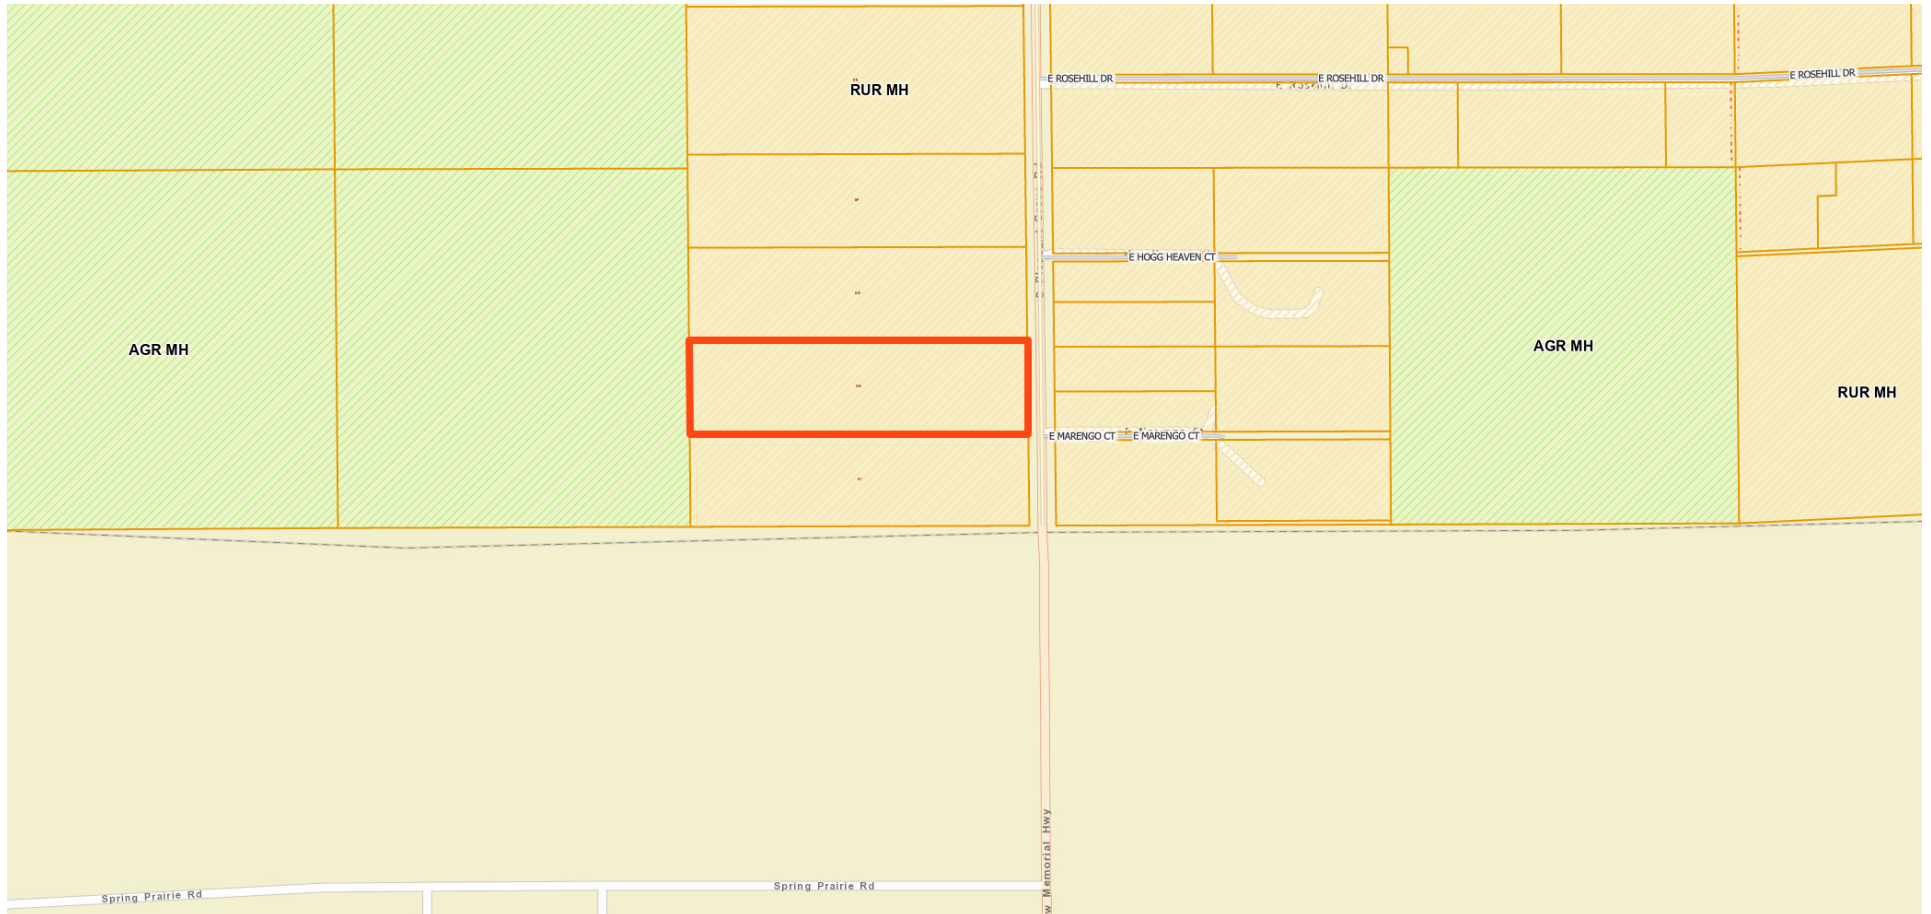 E ROSEHILL DR
E ROSEHILL DR
E ROSEHILL DR
RUR MH
E HOGG HEAVEN CT
AGR MH
AGR MH
RUR MH
E MARENGO CT
E MARENGO CT
w Memorial Hwy
Spring Prairie Rd
Spring Prairie Rd